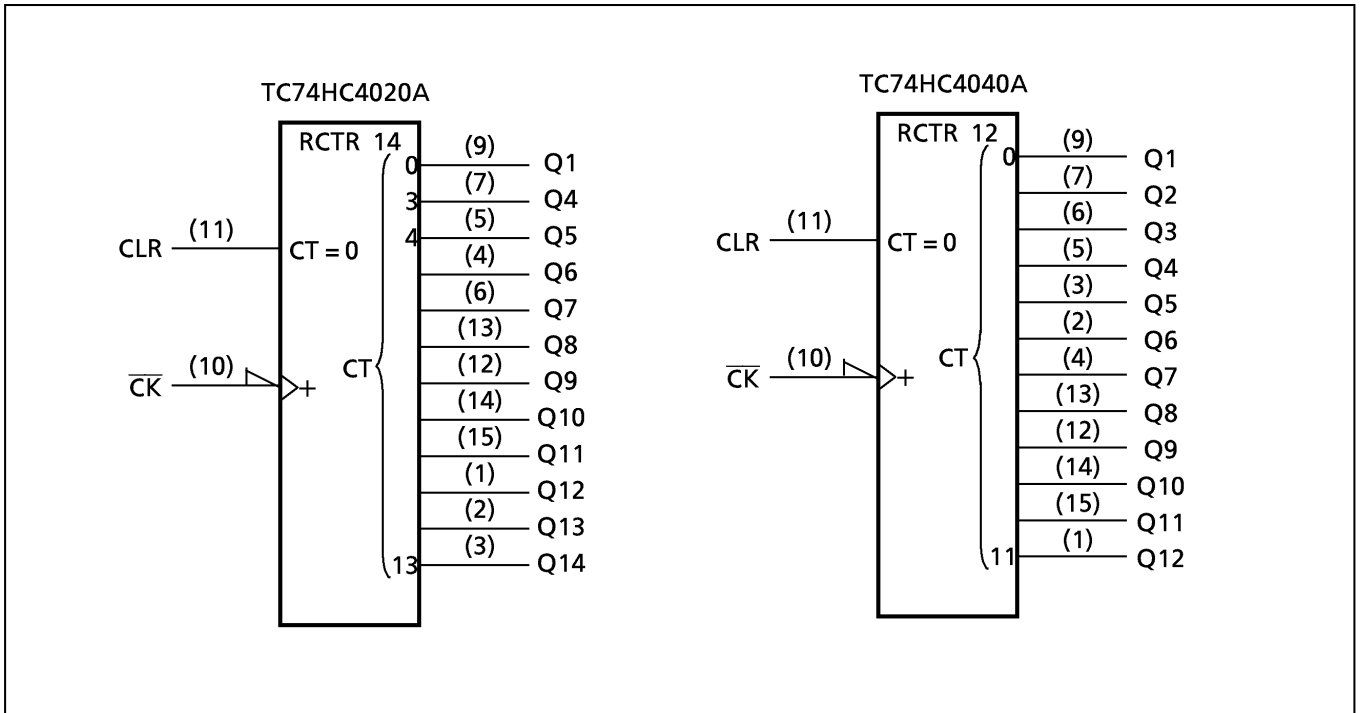 TC74HC4020A
RCTR 14
0 (9) Q1
3 (7) Q4
4 (5) Q5
(4) Q6
(6) Q7
(13) Q8
(12) Q9
(14) Q10
(15) Q11
(1) Q12
(2) Q13
13 (3) Q14
CLR (11) CT = 0
CT
C̅K̅ (10) +
TC74HC4040A
RCTR 12
0 (9) Q1
(7) Q2
(6) Q3
(5) Q4
(3) Q5
(2) Q6
(4) Q7
(13) Q8
(12) Q9
(14) Q10
(15) Q11
11 (1) Q12
CLR (11) CT = 0
CT
C̅K̅ (10) +